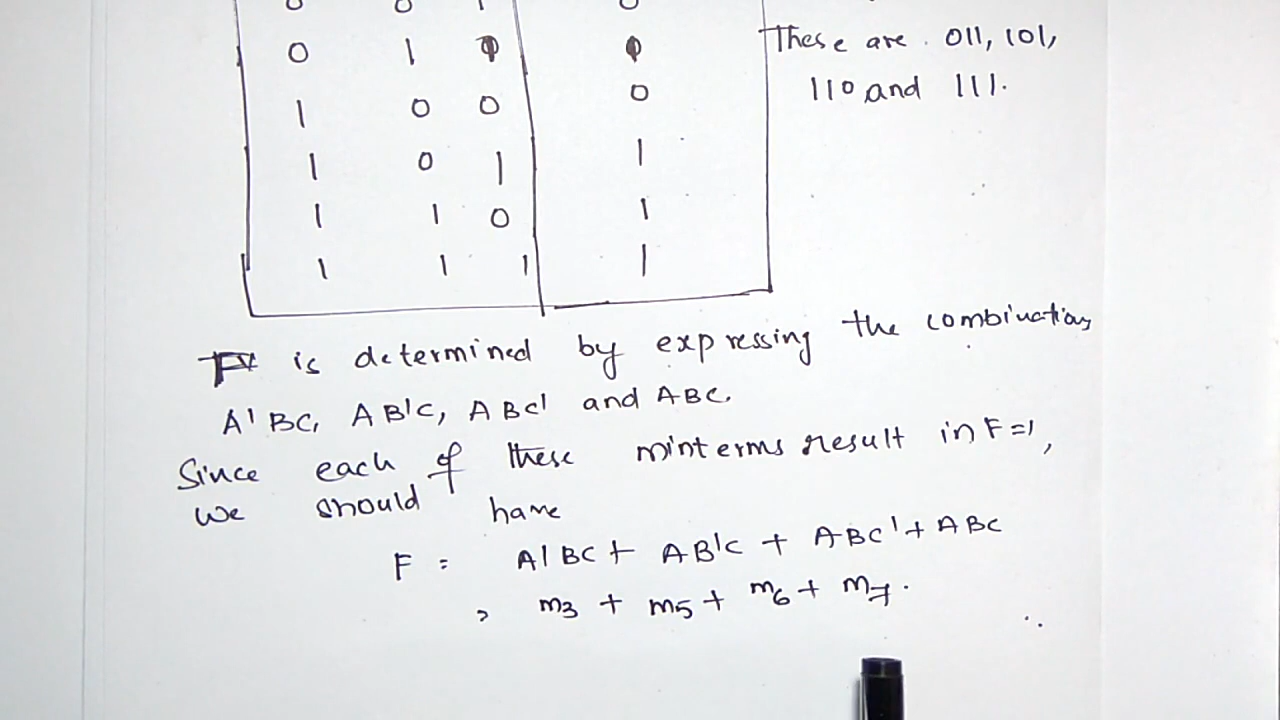 0 0 1 0
0 1 1
1 0 0 0
1 0 1 1
1 1 0 1
1 1 1 1
These are 011, 101,
110 and 111.
F is determined by expressing the combinations
A'BC, AB'C, ABC' and ABC.
Since each of these minterms result in F=1,
we should have
F = A'BC + AB'C + ABC' + ABC
= m3 + m5 + m6 + m7.